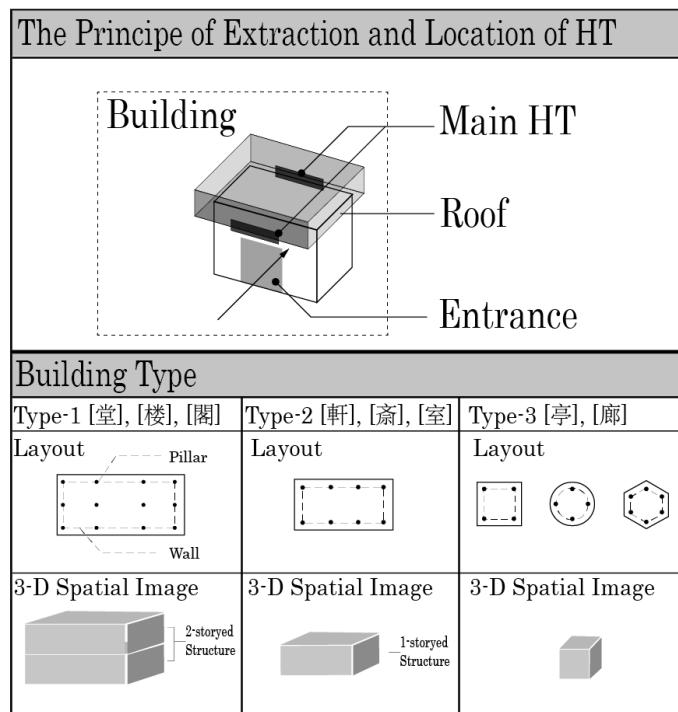 The Principe of Extraction and Location of HT
Building
Main HT
Roof
Entrance
Building Type
Type-1 [堂], [楼], [閣]
Type-2 [軒], [斎], [室]
Type-3 [亭], [廊]
Layout
Pillar
Wall
Layout
Layout
3-D Spatial Image
2-storyed
Structure
3-D Spatial Image
1-storyed
Structure
3-D Spatial Image